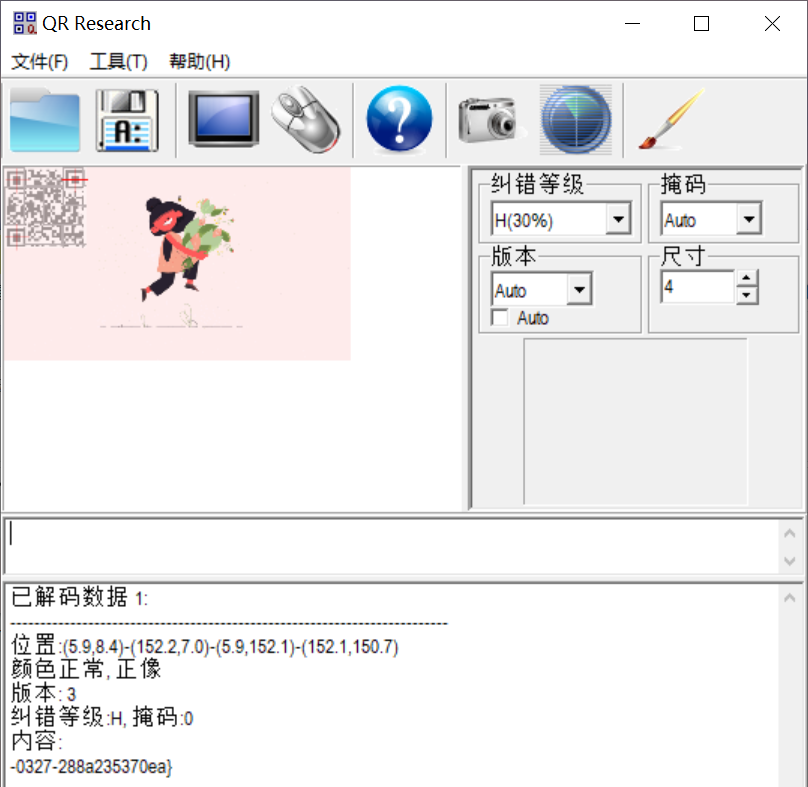 QR Research
文件(F) 工具(T) 帮助(H)
A:
?
纠错等级 掩码
H(30%) Auto
版本 尺寸
Auto 4
Auto
已解码数据 1:
---------------------------------------------------------------------------
位置:(5.9,8.4)-(152.2,7.0)-(5.9,152.1)-(152.1,150.7)
颜色正常, 正像
版本: 3
纠错等级:H, 掩码:0
内容:
-0327-288a235370ea}